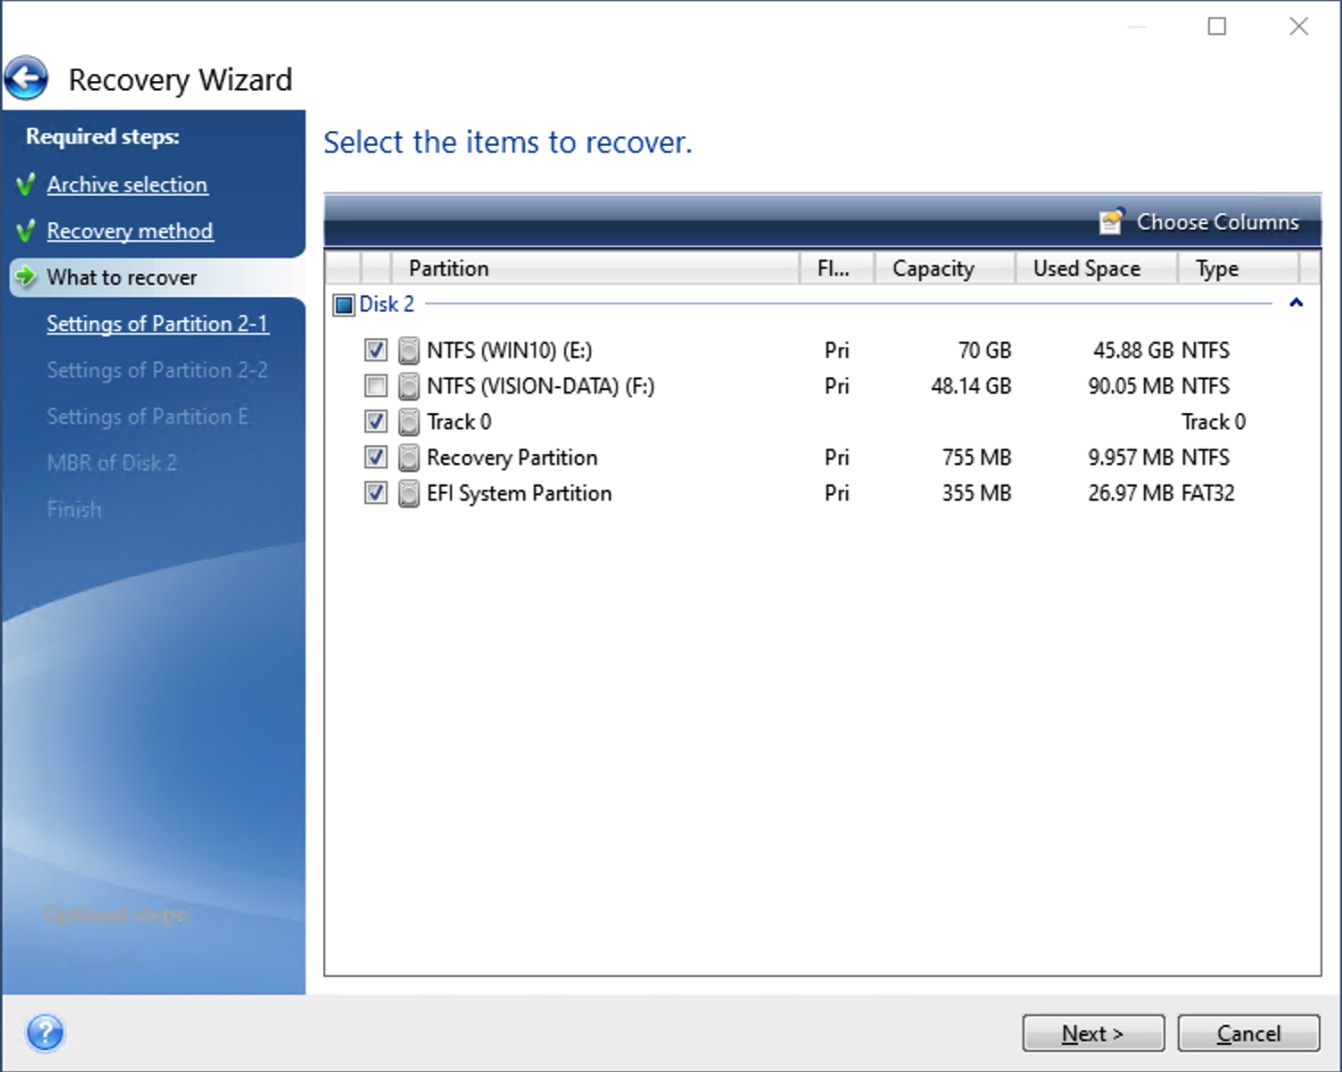 Recovery Wizard
Required steps:
Archive selection
Recovery method
What to recover
Settings of Partition 2-1
Settings of Partition 2-2
Settings of Partition E
MBR of Disk 2
Finish
Optional steps:
Select the items to recover.
Choose Columns
Partition Fl... Capacity Used Space Type
Disk 2
NTFS (WIN10) (E:) Pri 70 GB 45.88 GB NTFS
NTFS (VISION-DATA) (F:) Pri 48.14 GB 90.05 MB NTFS
Track 0 Track 0
Recovery Partition Pri 755 MB 9.957 MB NTFS
EFI System Partition Pri 355 MB 26.97 MB FAT32
?
Next > Cancel